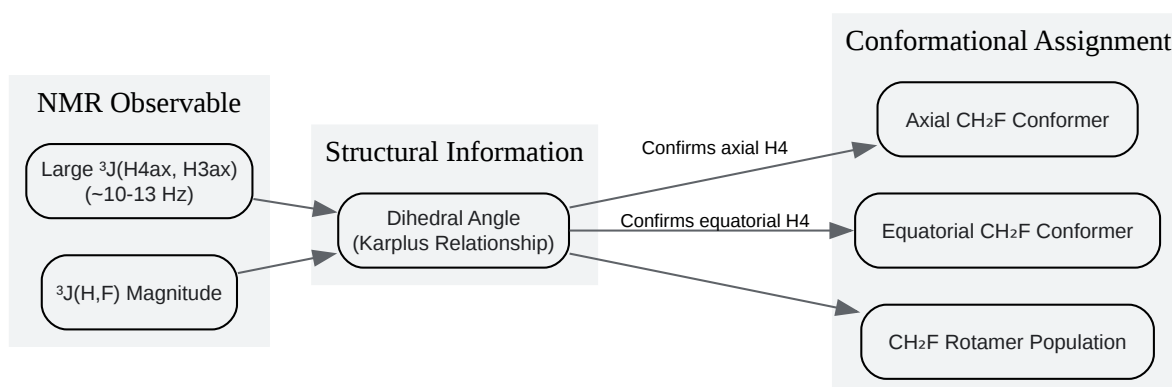 NMR Observable
Large ³J(H4ax, H3ax)
(~10-13 Hz)
³J(H,F) Magnitude
Structural Information
Dihedral Angle
(Karplus Relationship)
Confirms axial H4
Confirms equatorial H4
Conformational Assignment
Axial CH₂F Conformer
Equatorial CH₂F Conformer
CH₂F Rotamer Population